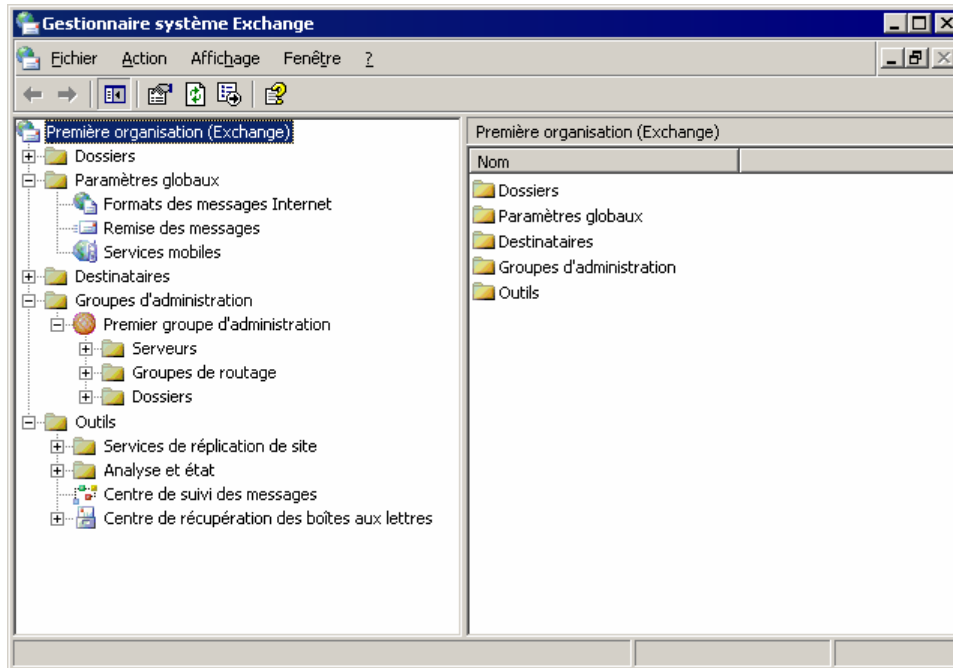 Gestionnaire système Exchange
Fichier Action Affichage Fenêtre ?
Première organisation (Exchange)
Dossiers
Paramètres globaux
Formats des messages Internet
Remise des messages
Services mobiles
Destinataires
Groupes d'administration
Premier groupe d'administration
Serveurs
Groupes de routage
Dossiers
Outils
Services de réplication de site
Analyse et état
Centre de suivi des messages
Centre de récupération des boîtes aux lettres
Première organisation (Exchange)
Nom
Dossiers
Paramètres globaux
Destinataires
Groupes d'administration
Outils